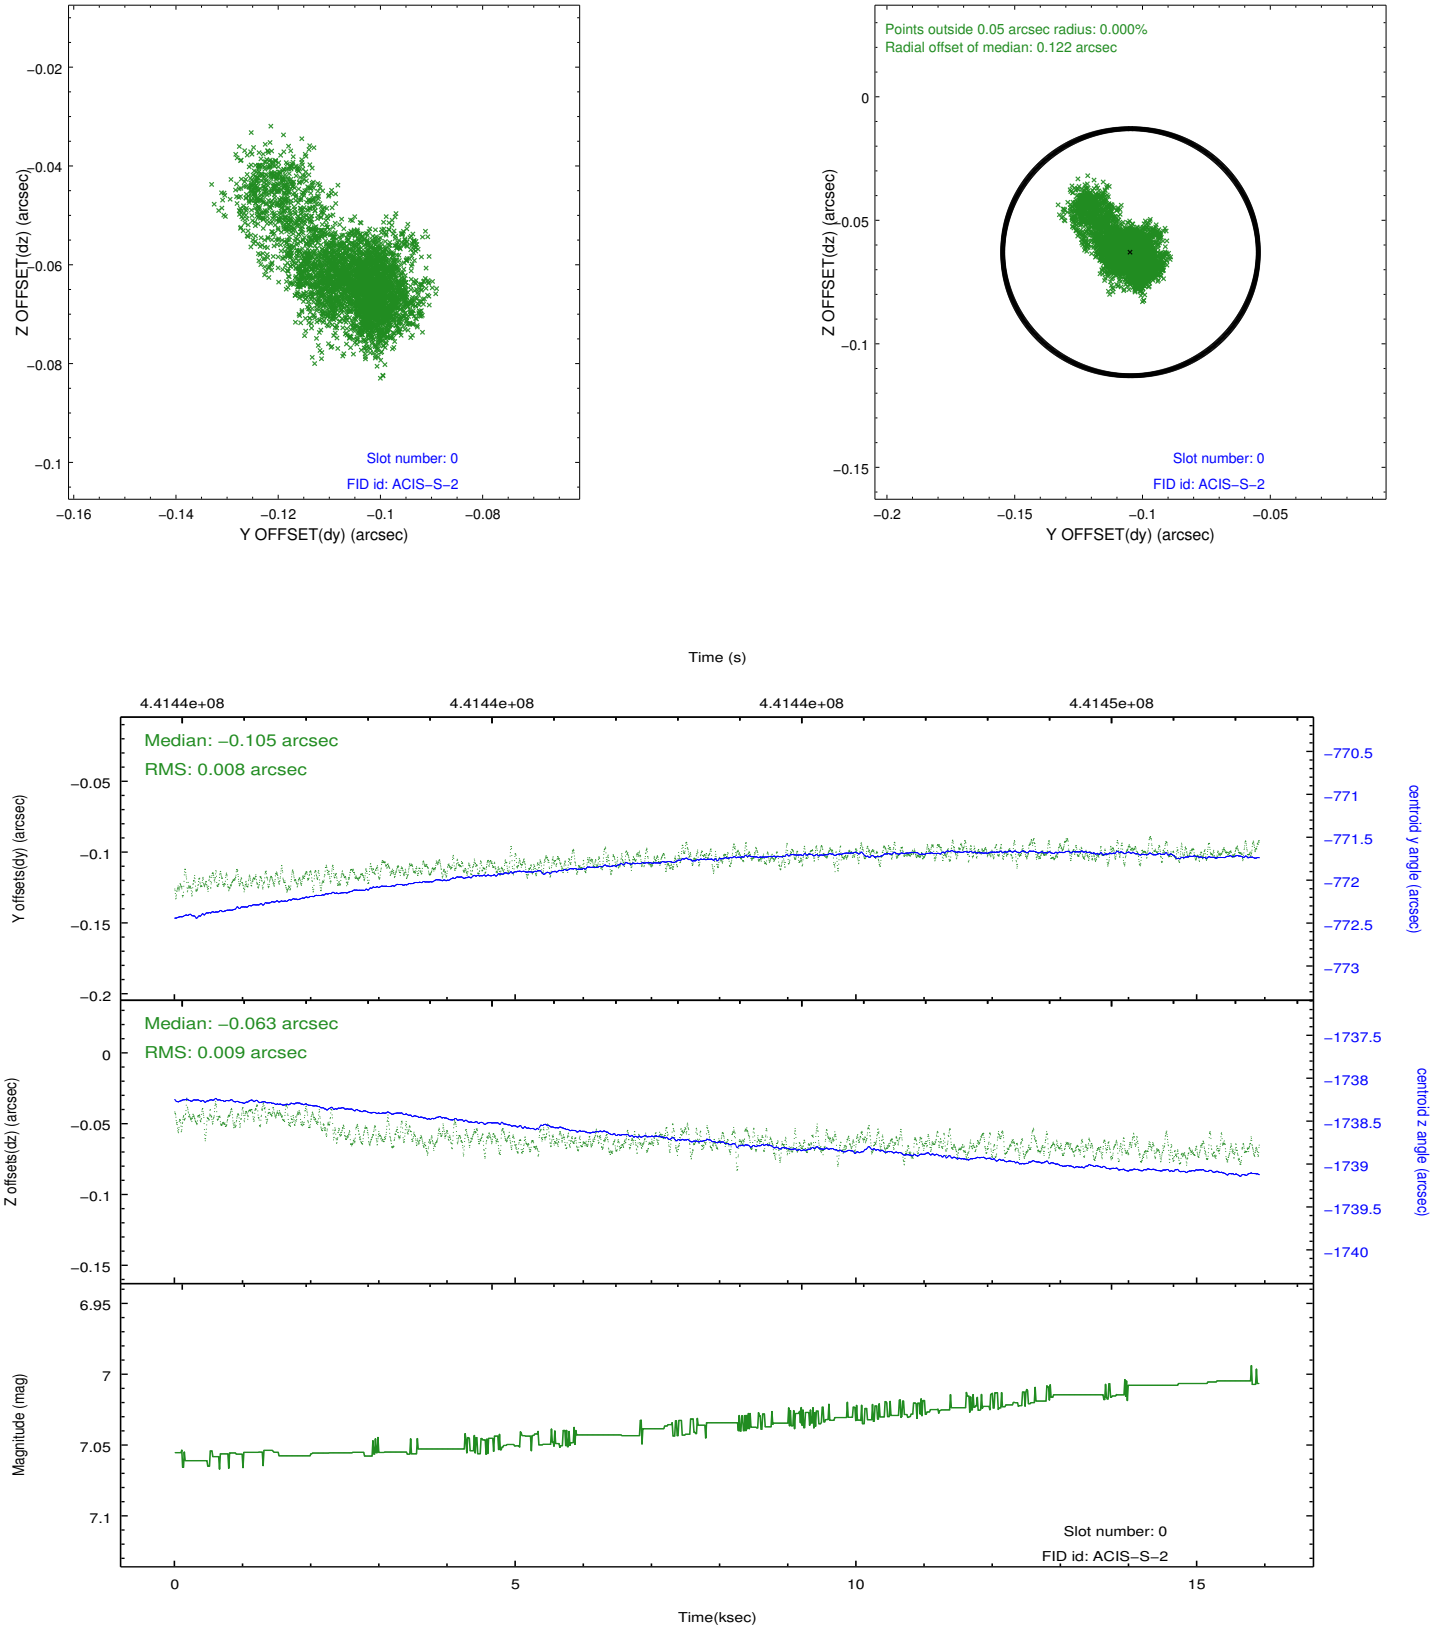 −0.02
−0.04
−0.06
−0.08
−0.1
Z OFFSET(dz) (arcsec)
Slot number: 0
FID id: ACIS−S−2
−0.16
−0.14
−0.12
−0.1
−0.08
Y OFFSET(dy) (arcsec)
Points outside 0.05 arcsec radius: 0.000%
Radial offset of median: 0.122 arcsec
0
−0.05
−0.1
−0.15
Z OFFSET(dz) (arcsec)
Slot number: 0
FID id: ACIS−S−2
−0.2
−0.15
−0.1
−0.05
Y OFFSET(dy) (arcsec)
Time (s)
4.4144e+08
4.4144e+08
4.4144e+08
4.4145e+08
Median: −0.105 arcsec
RMS: 0.008 arcsec
−0.05
−0.1
−0.15
−0.2
Y offsets(dy) (arcsec)
−770.5
−771
−771.5
−772
−772.5
−773
centroid y angle (arcsec)
Median: −0.063 arcsec
RMS: 0.009 arcsec
0
−0.05
−0.1
−0.15
Z offsets(dz) (arcsec)
−1737.5
−1738
−1738.5
−1739
−1739.5
−1740
centroid z angle (arcsec)
6.95
7
7.05
7.1
Magnitude (mag)
Slot number: 0
FID id: ACIS−S−2
0
5
10
15
Time(ksec)